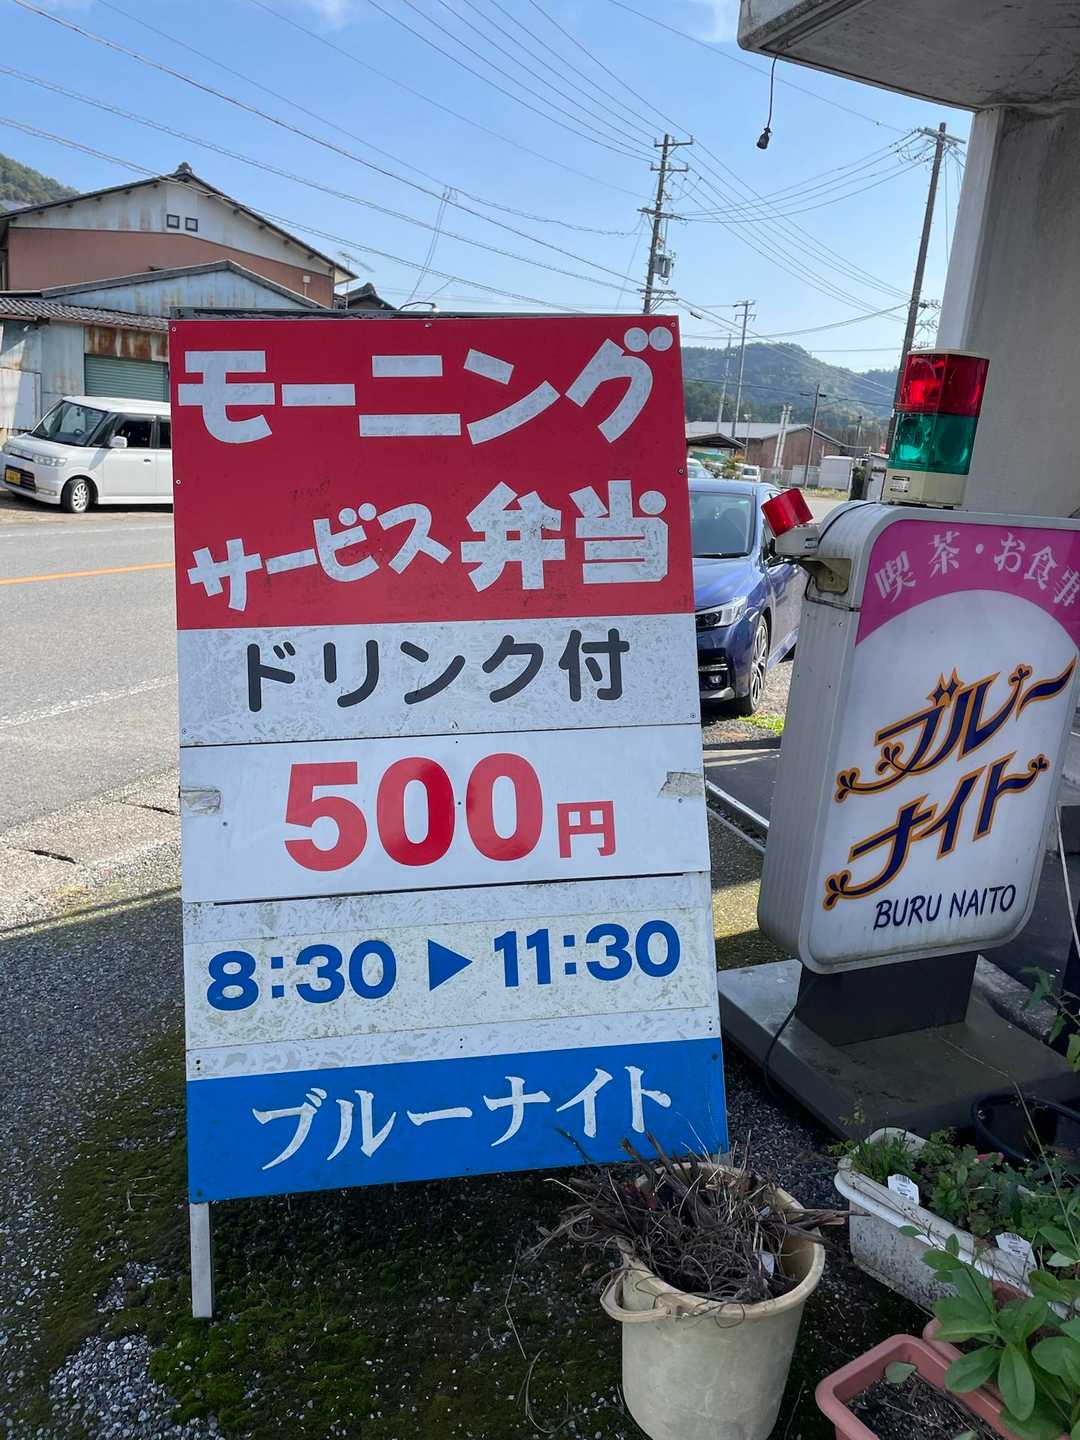 モーニング
サービス弁当
ドリンク付
500円
8:30▶11:30
ブルーナイト
喫茶・お食事
ブルー
ナイト
BURU NAITO